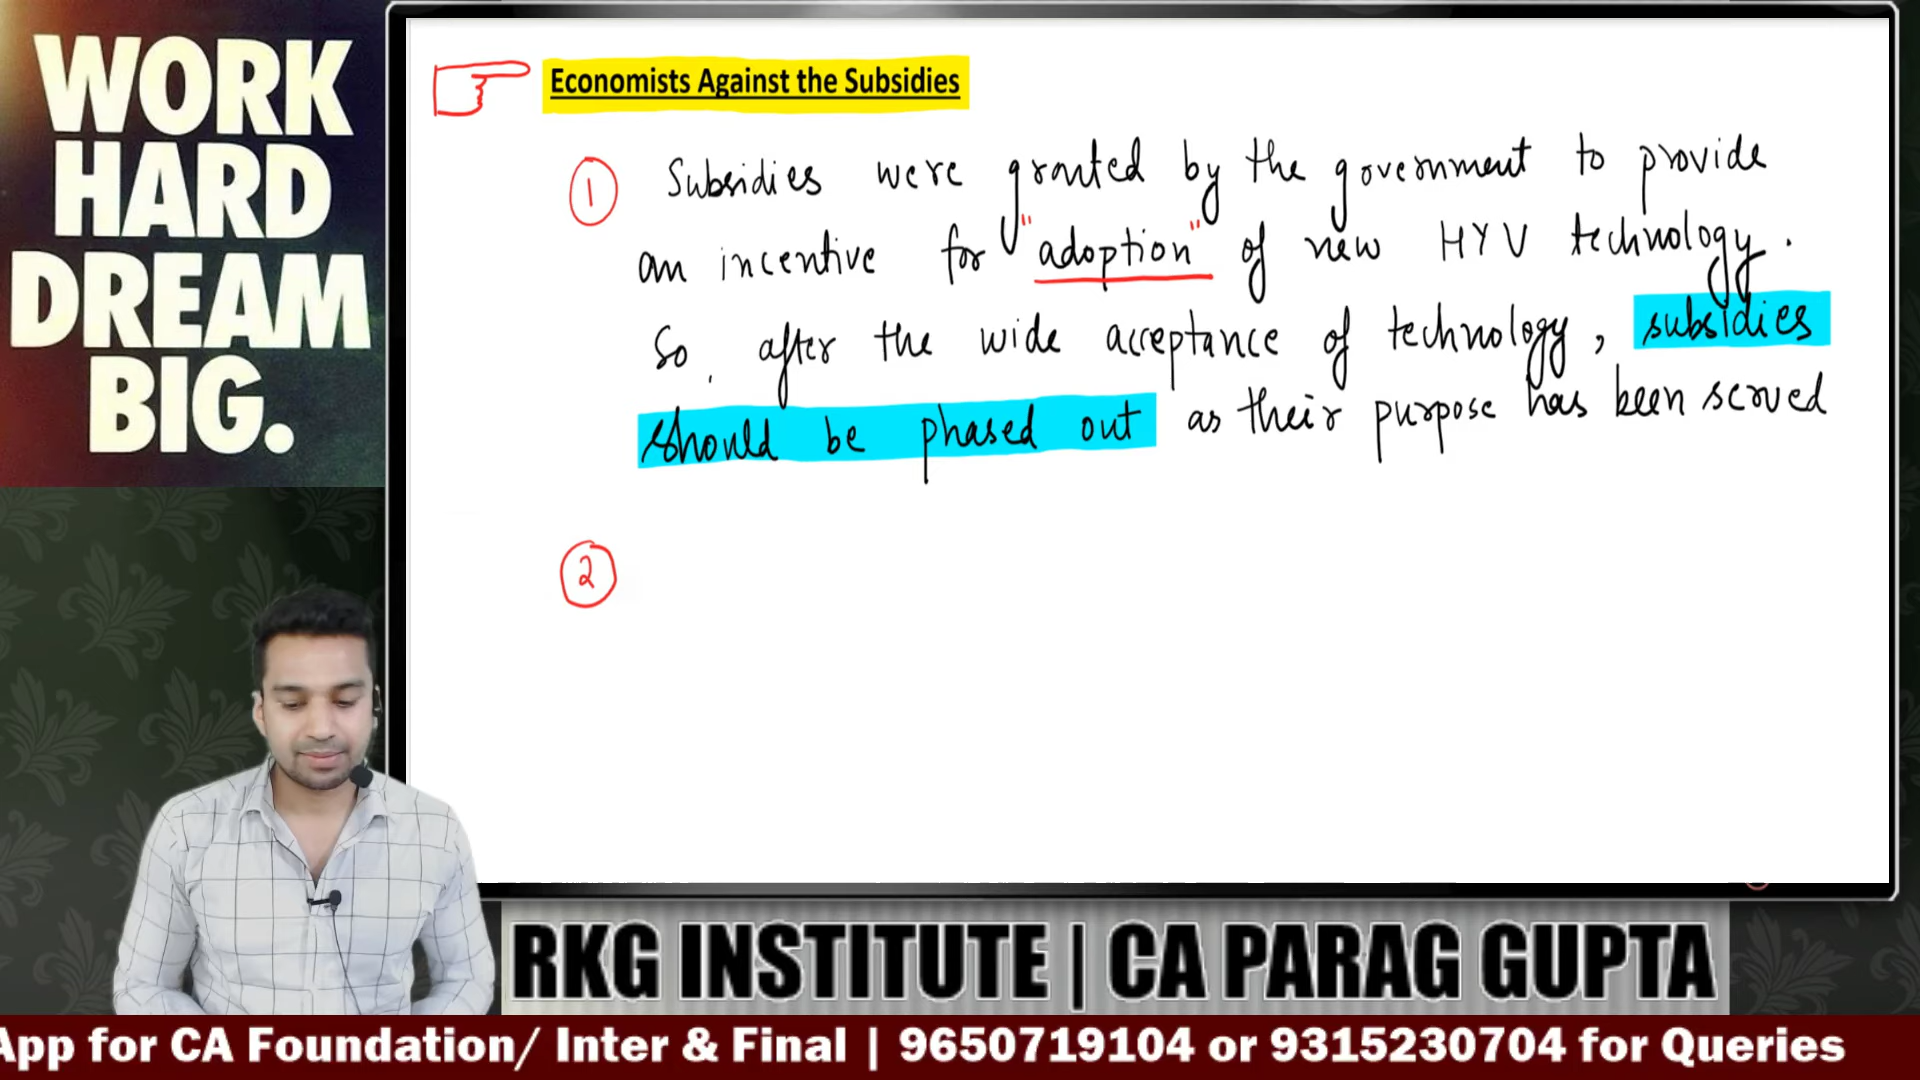 WORK
HARD
DREAM
BIG.
Economists Against the Subsidies
1 Subsidies were granted by the government to provide
an incentive for "adoption" of new HYV technology.
So, after the wide acceptance of technology, subsidies
should be phased out as their purpose has been served
2
RKG INSTITUTE | CA PARAG GUPTA
App for CA Foundation/ Inter & Final | 9650719104 or 9315230704 for Queries